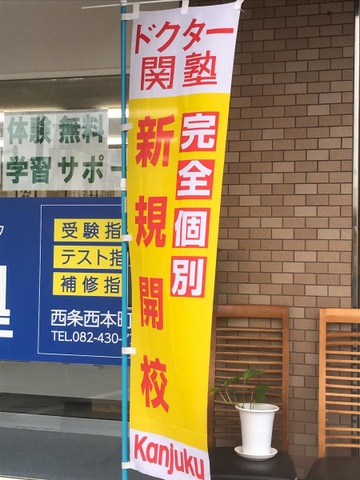 ドクター
関塾
完全個別
新規開校
Kanjuku
体験無料
学習サポー
受験指
テスト指
補修指
西条西本町
TEL.082-430-